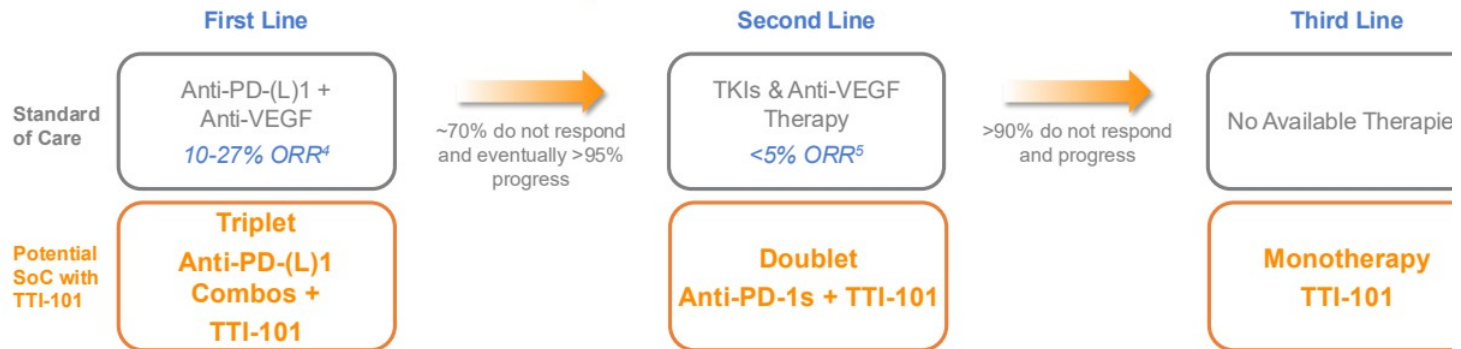 First Line
Second Line
Third Line
Standard
of Care
Anti-PD-(L)1 +
Anti-VEGF
10-27% ORR⁴
~70% do not respond
and eventually >95%
progress
TKIs & Anti-VEGF
Therapy
<5% ORR⁵
>90% do not respond
and progress
No Available Therapie
Potential
SoC with
TTI-101
Triplet
Anti-PD-(L)1
Combos +
TTI-101
Doublet
Anti-PD-1s + TTI-101
Monotherapy
TTI-101